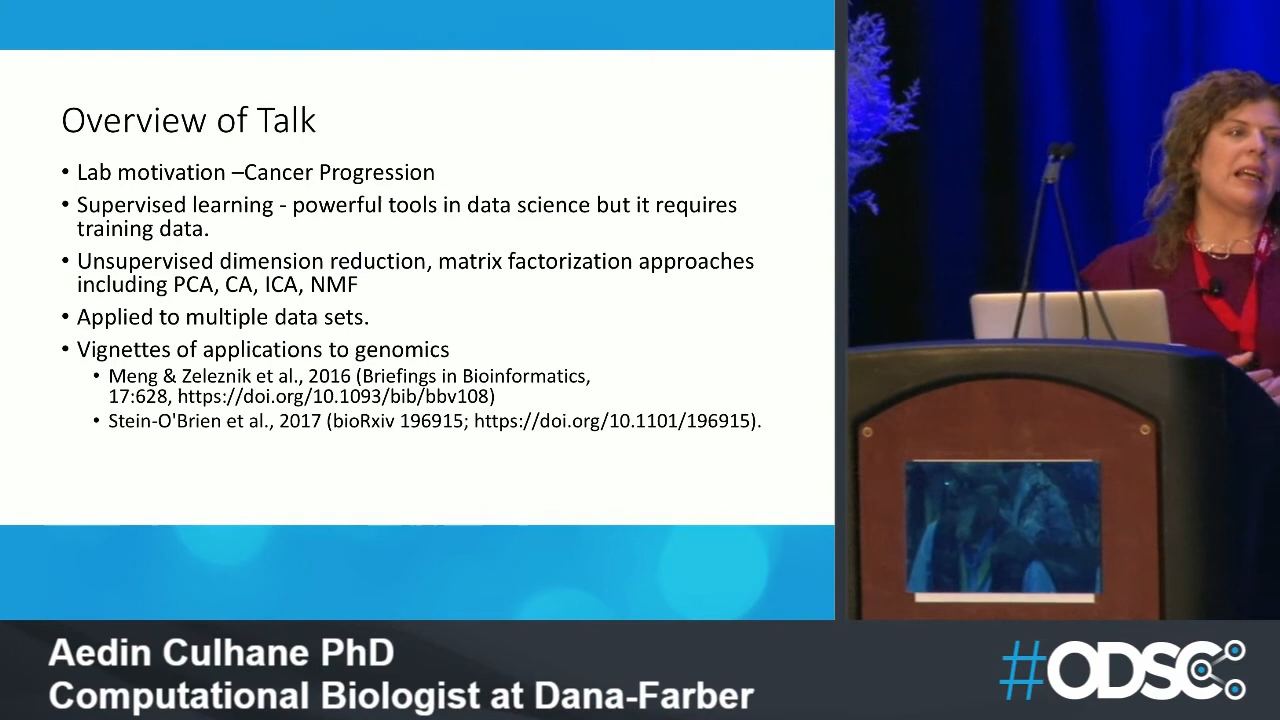 Overview of Talk
• Lab motivation –Cancer Progression
• Supervised learning - powerful tools in data science but it requires
training data.
• Unsupervised dimension reduction, matrix factorization approaches
including PCA, CA, ICA, NMF
• Applied to multiple data sets.
• Vignettes of applications to genomics
• Meng & Zeleznik et al., 2016 (Briefings in Bioinformatics,
17:628, https://doi.org/10.1093/bib/bbv108)
• Stein-O'Brien et al., 2017 (bioRxiv 196915; https://doi.org/10.1101/196915).
Aedin Culhane PhD
Computational Biologist at Dana-Farber
#ODSC